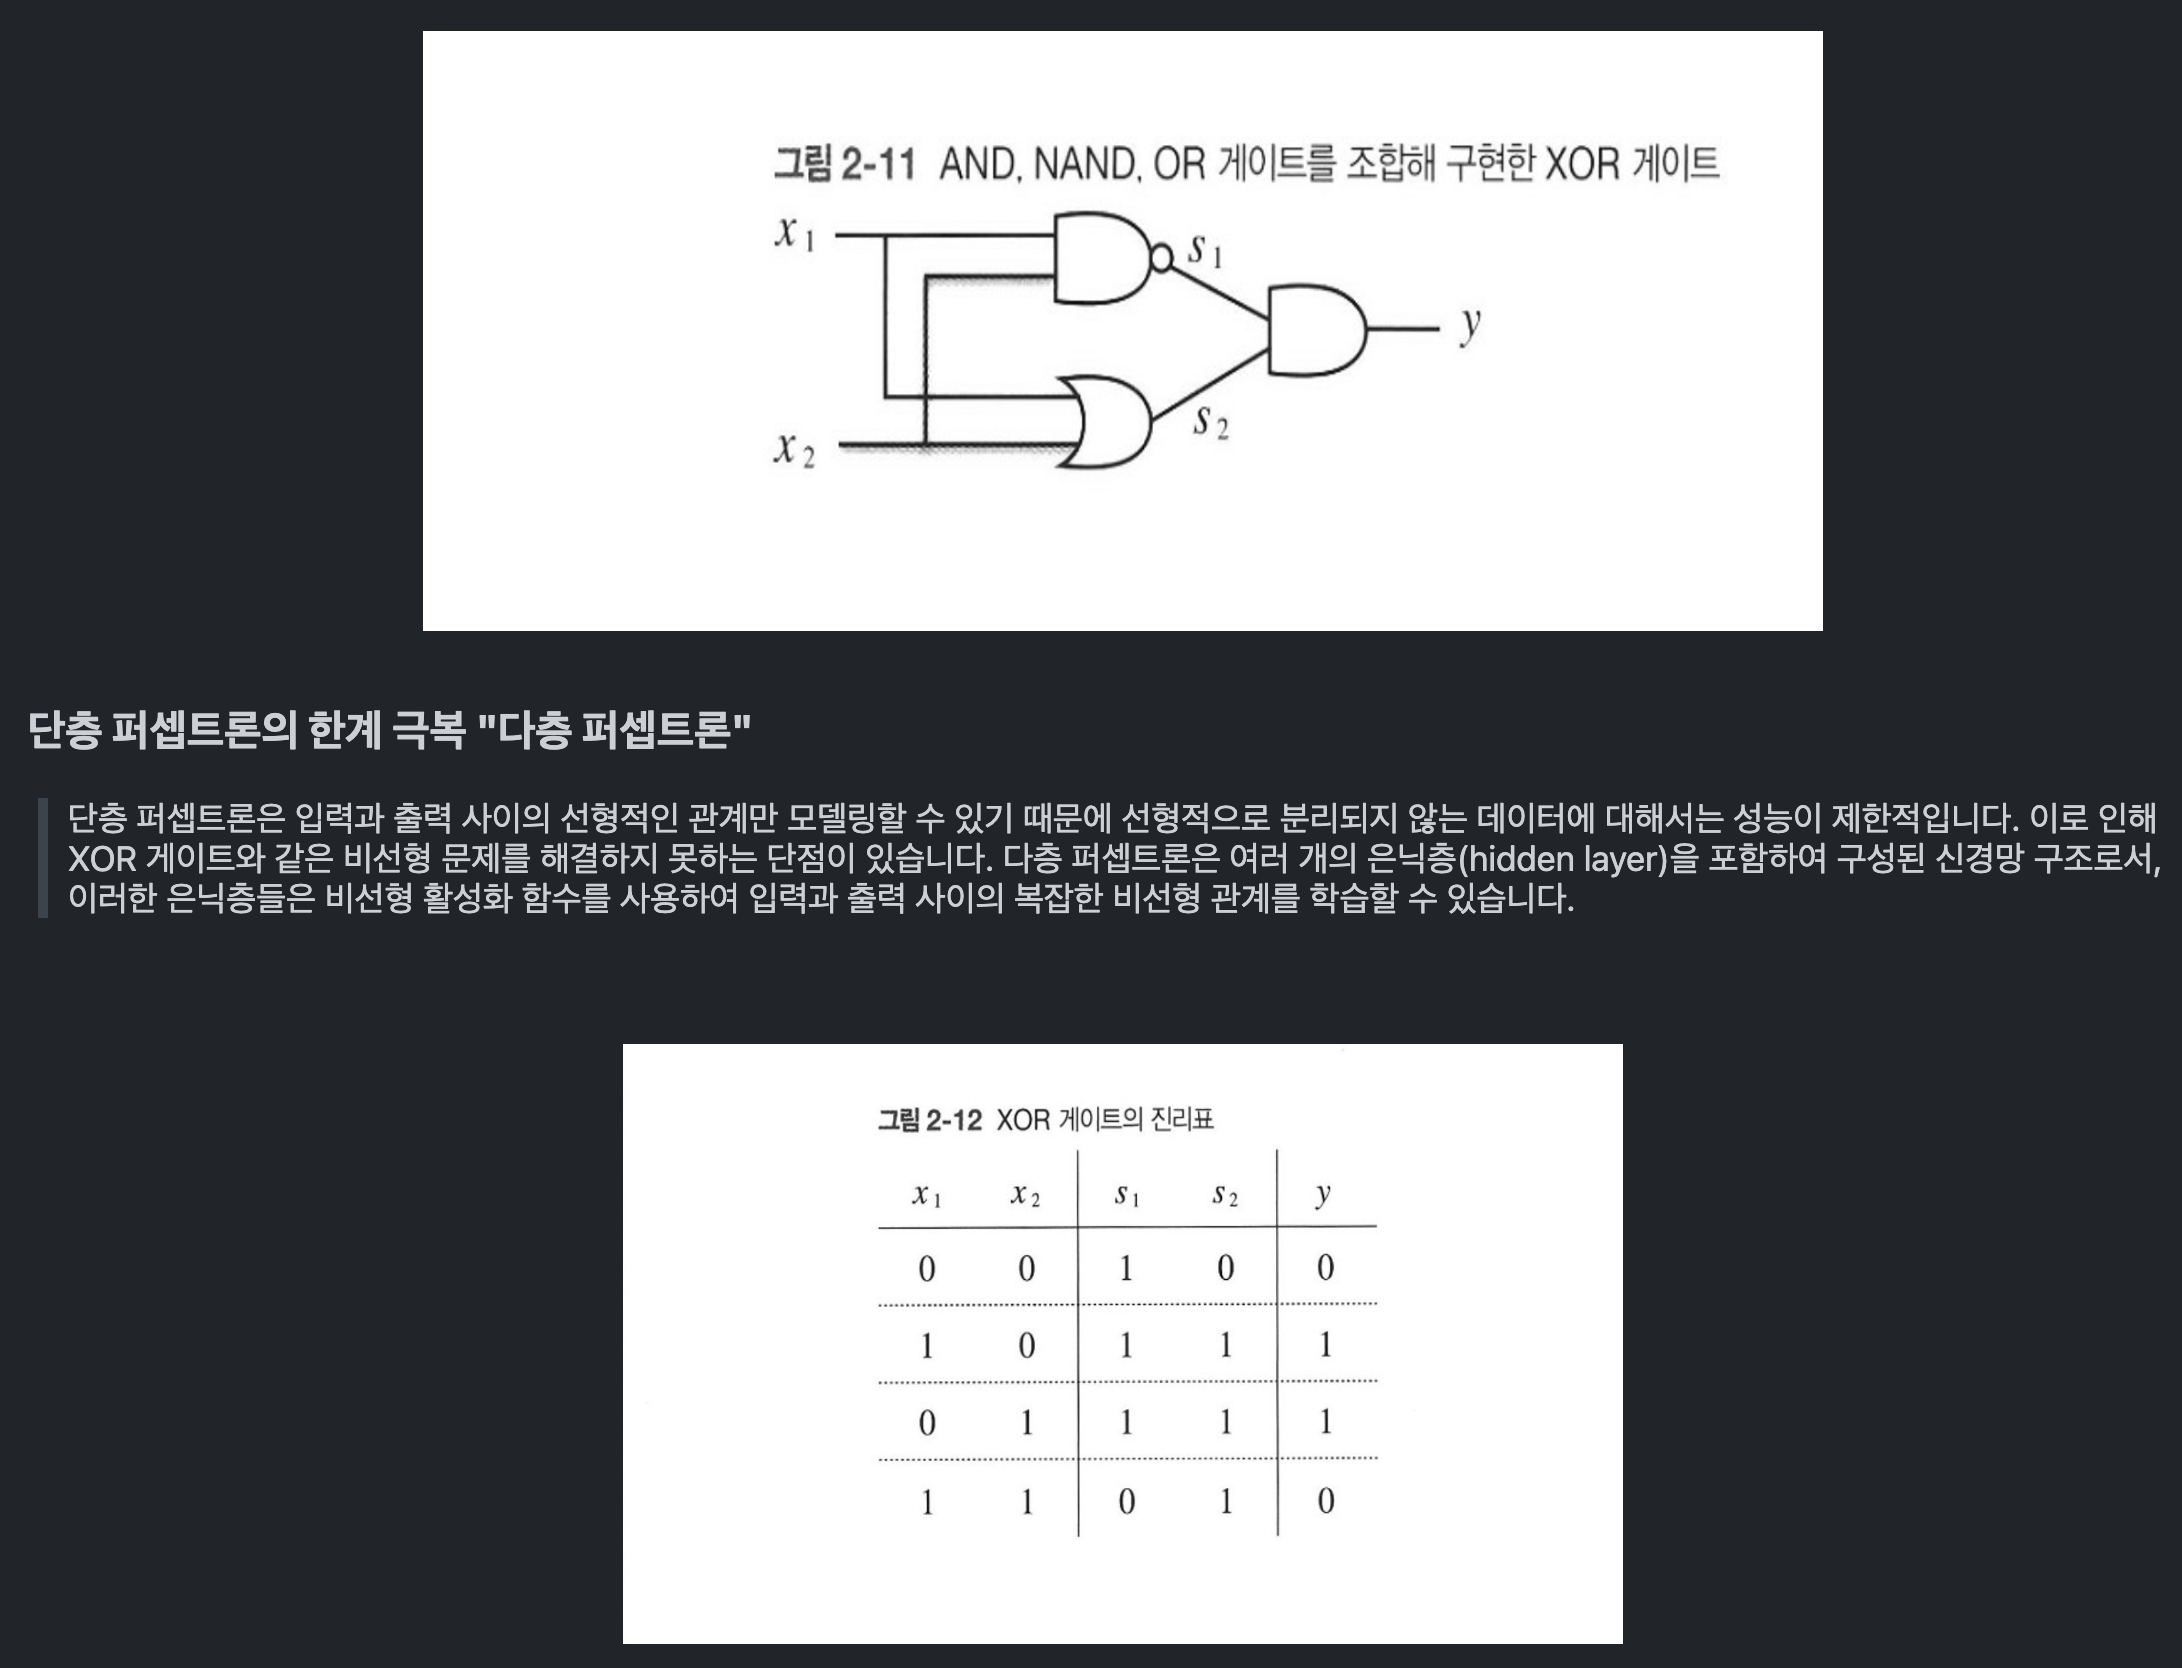 그림 2-11 AND, NAND, OR 게이트를 조합해 구현한 XOR 게이트
x1
s1
y
s2
x2
단층 퍼셉트론의 한계 극복 "다층 퍼셉트론"
단층 퍼셉트론은 입력과 출력 사이의 선형적인 관계만 모델링할 수 있기 때문에 선형적으로 분리되지 않는 데이터에 대해서는 성능이 제한적입니다. 이로 인해
XOR 게이트와 같은 비선형 문제를 해결하지 못하는 단점이 있습니다. 다층 퍼셉트론은 여러 개의 은닉층(hidden layer)을 포함하여 구성된 신경망 구조로서,
이러한 은닉층들은 비선형 활성화 함수를 사용하여 입력과 출력 사이의 복잡한 비선형 관계를 학습할 수 있습니다.
그림 2-12 XOR 게이트의 진리표
x1 x2 s1 s2 y
0 0 1 0 0
1 0 1 1 1
0 1 1 1 1
1 1 0 1 0